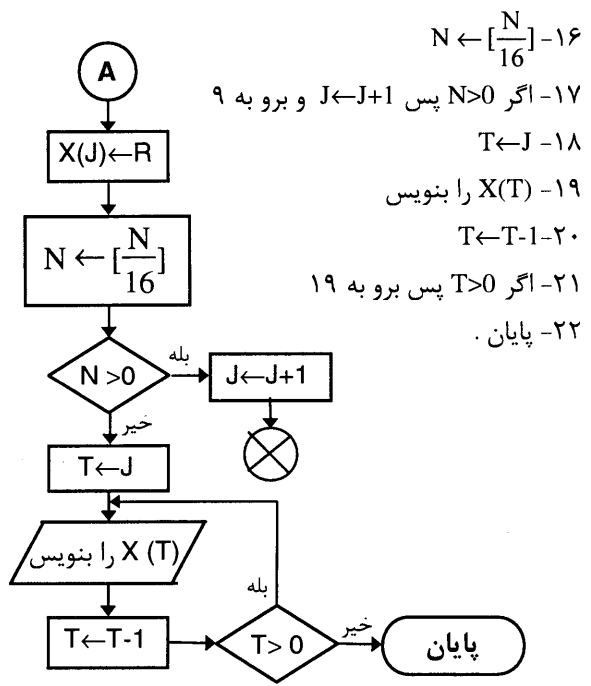 ۱۶- N ← [N/16]
۱۷- اگر N>0 پس J←J+1 و برو به ۹
۱۸- T←J
۱۹- X(T) را بنویس
۲۰- T←T-1
۲۱- اگر T>0 پس برو به ۱۹
۲۲- پایان .
A
X(J)←R
N ← [N/16]
N >0
بله
J←J+1
خیر
T←J
X (T) را بنویس
بله
T←T-1
T> 0
خیر
پایان